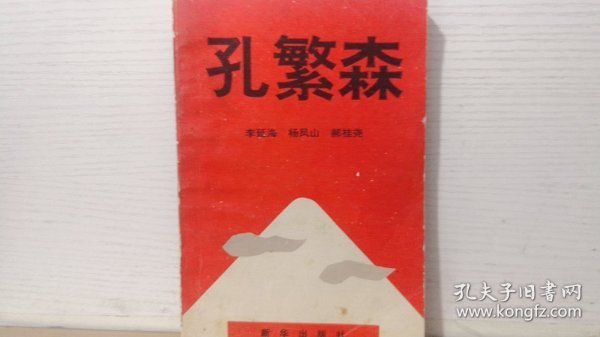 孔繁森
李延海 杨凤山 郝桂尧
新华出版社
孔夫子旧书网
www.kongfz.com